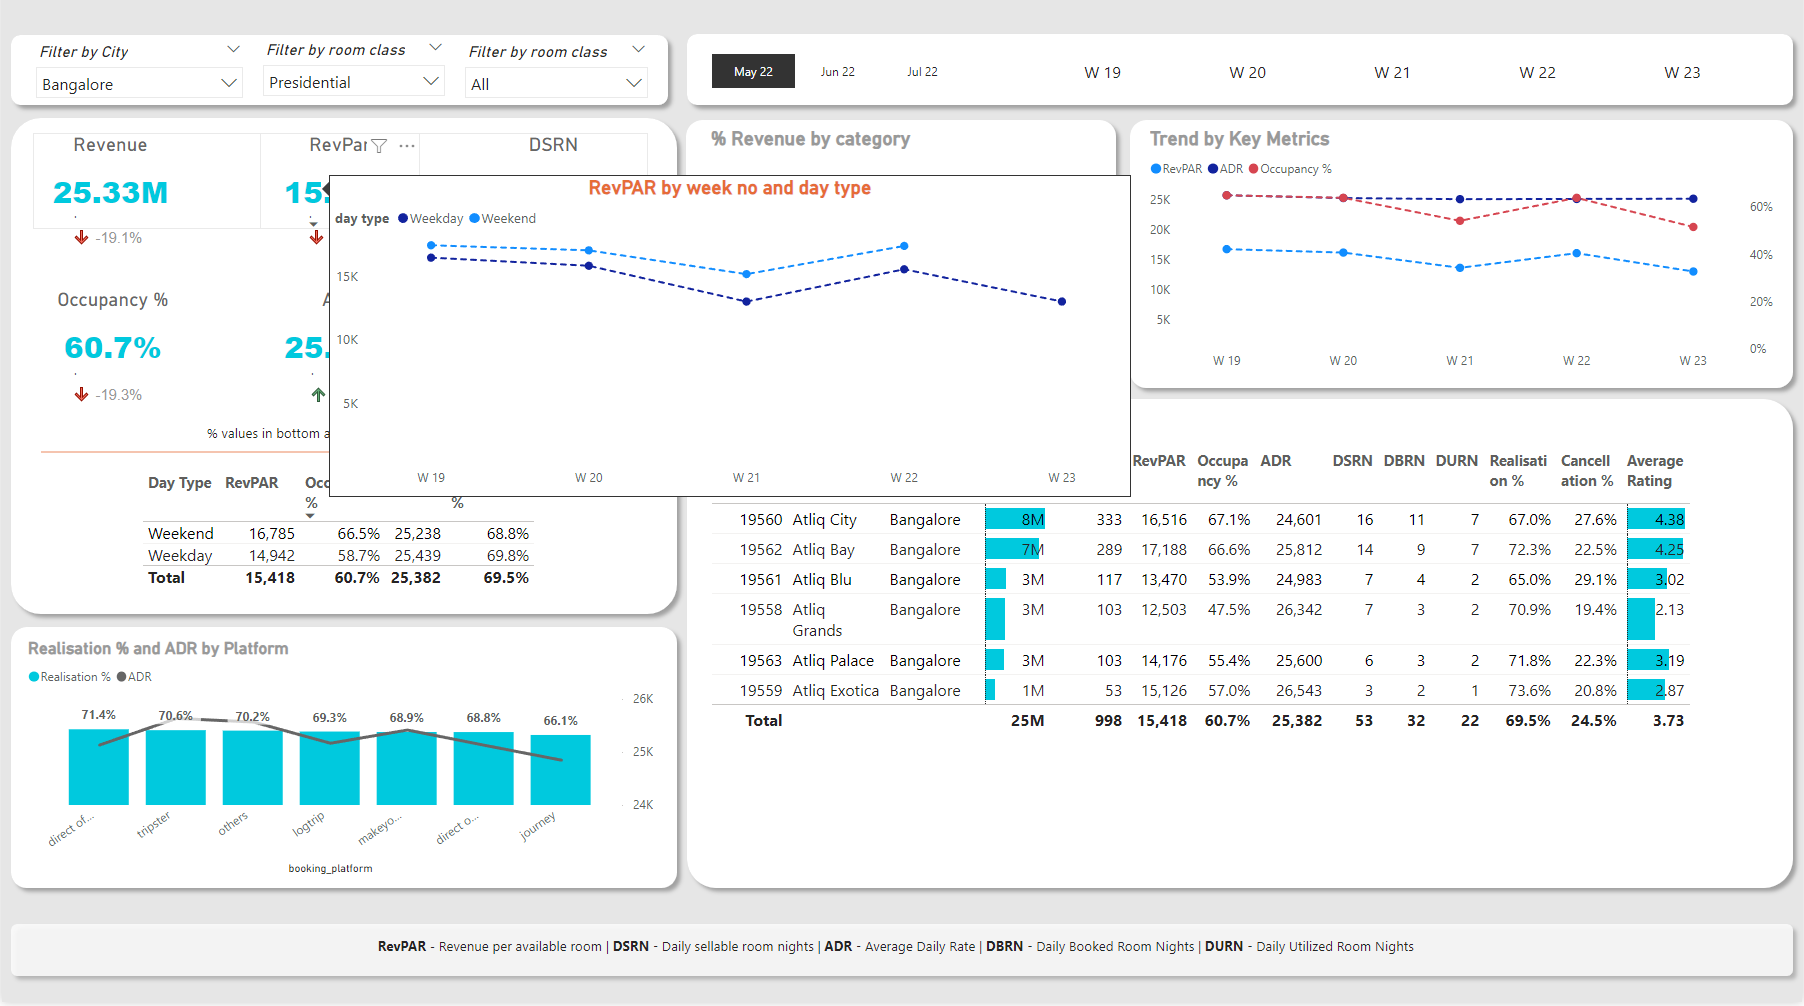 Filter by City
Filter by room class
Filter by room class
Bangalore
Presidential
All
May 22
Jun 22
Jul 22
W 19
W 20
W 21
W 22
W 23
Revenue
RevPar
DSRN
25.33M
15.
-19.1%
Occupancy %
60.7%
25.
-19.3%
% values in bottom a
Day Type RevPAR Occ % %
Weekend 16,785 66.5% 25,238 68.8%
Weekday 14,942 58.7% 25,439 69.8%
Total 15,418 60.7% 25,382 69.5%
% Revenue by category
RevPAR by week no and day type
day type Weekday Weekend
15K
10K
5K
W 19 W 20 W 21 W 22 W 23
Trend by Key Metrics
RevPAR ADR Occupancy %
25K
20K
15K
10K
5K
60%
40%
20%
0%
W 19 W 20 W 21 W 22 W 23
RevPAR Occupa ADR DSRN DBRN DURN Realisati Cancell Average
ncy % on % ation % Rating
19560 Atliq City Bangalore 8M 333 16,516 67.1% 24,601 16 11 7 67.0% 27.6% 4.38
19562 Atliq Bay Bangalore 7M 289 17,188 66.6% 25,812 14 9 7 72.3% 22.5% 4.25
19561 Atliq Blu Bangalore 3M 117 13,470 53.9% 24,983 7 4 2 65.0% 29.1% 3.02
19558 Atliq Bangalore 3M 103 12,503 47.5% 26,342 7 3 2 70.9% 19.4% 2.13
Grands
19563 Atliq Palace Bangalore 3M 103 14,176 55.4% 25,600 6 3 2 71.8% 22.3% 3.19
19559 Atliq Exotica Bangalore 1M 53 15,126 57.0% 26,543 3 2 1 73.6% 20.8% 2.87
Total 25M 998 15,418 60.7% 25,382 53 32 22 69.5% 24.5% 3.73
Realisation % and ADR by Platform
Realisation % ADR
71.4% 70.6% 70.2% 69.3% 68.9% 68.8% 66.1%
26K
25K
24K
direct of... tripster others logtrip makeyo... direct o... journey
booking_platform
RevPAR - Revenue per available room | DSRN - Daily sellable room nights | ADR - Average Daily Rate | DBRN - Daily Booked Room Nights | DURN - Daily Utilized Room Nights